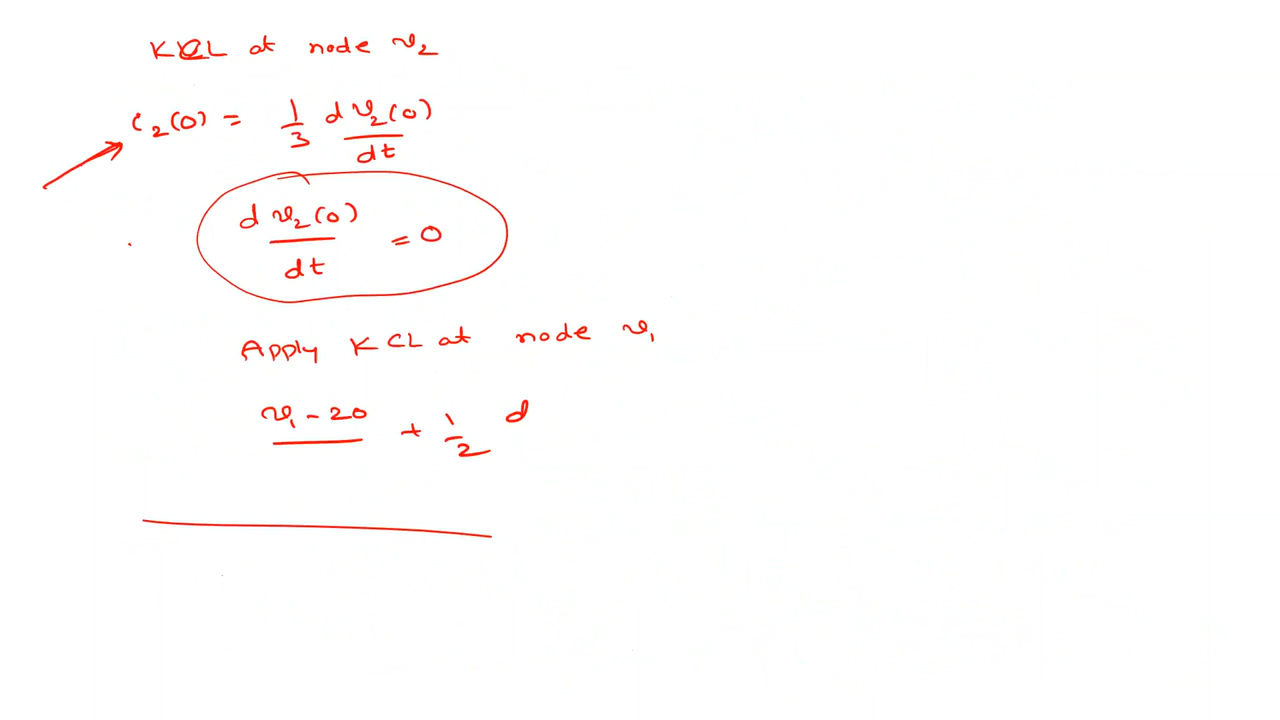 KCL at node v₂
i₂(0) = 1/3 dv₂(0)/dt
dv₂(0)/dt = 0
Apply KCL at node v₁
v₁ - 20 + 1/2 d